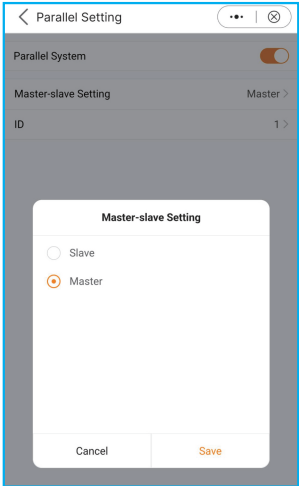 Parallel Setting
Parallel System
Master-slave Setting Master >
ID 1 >
Master-slave Setting
Slave
Master
Cancel Save